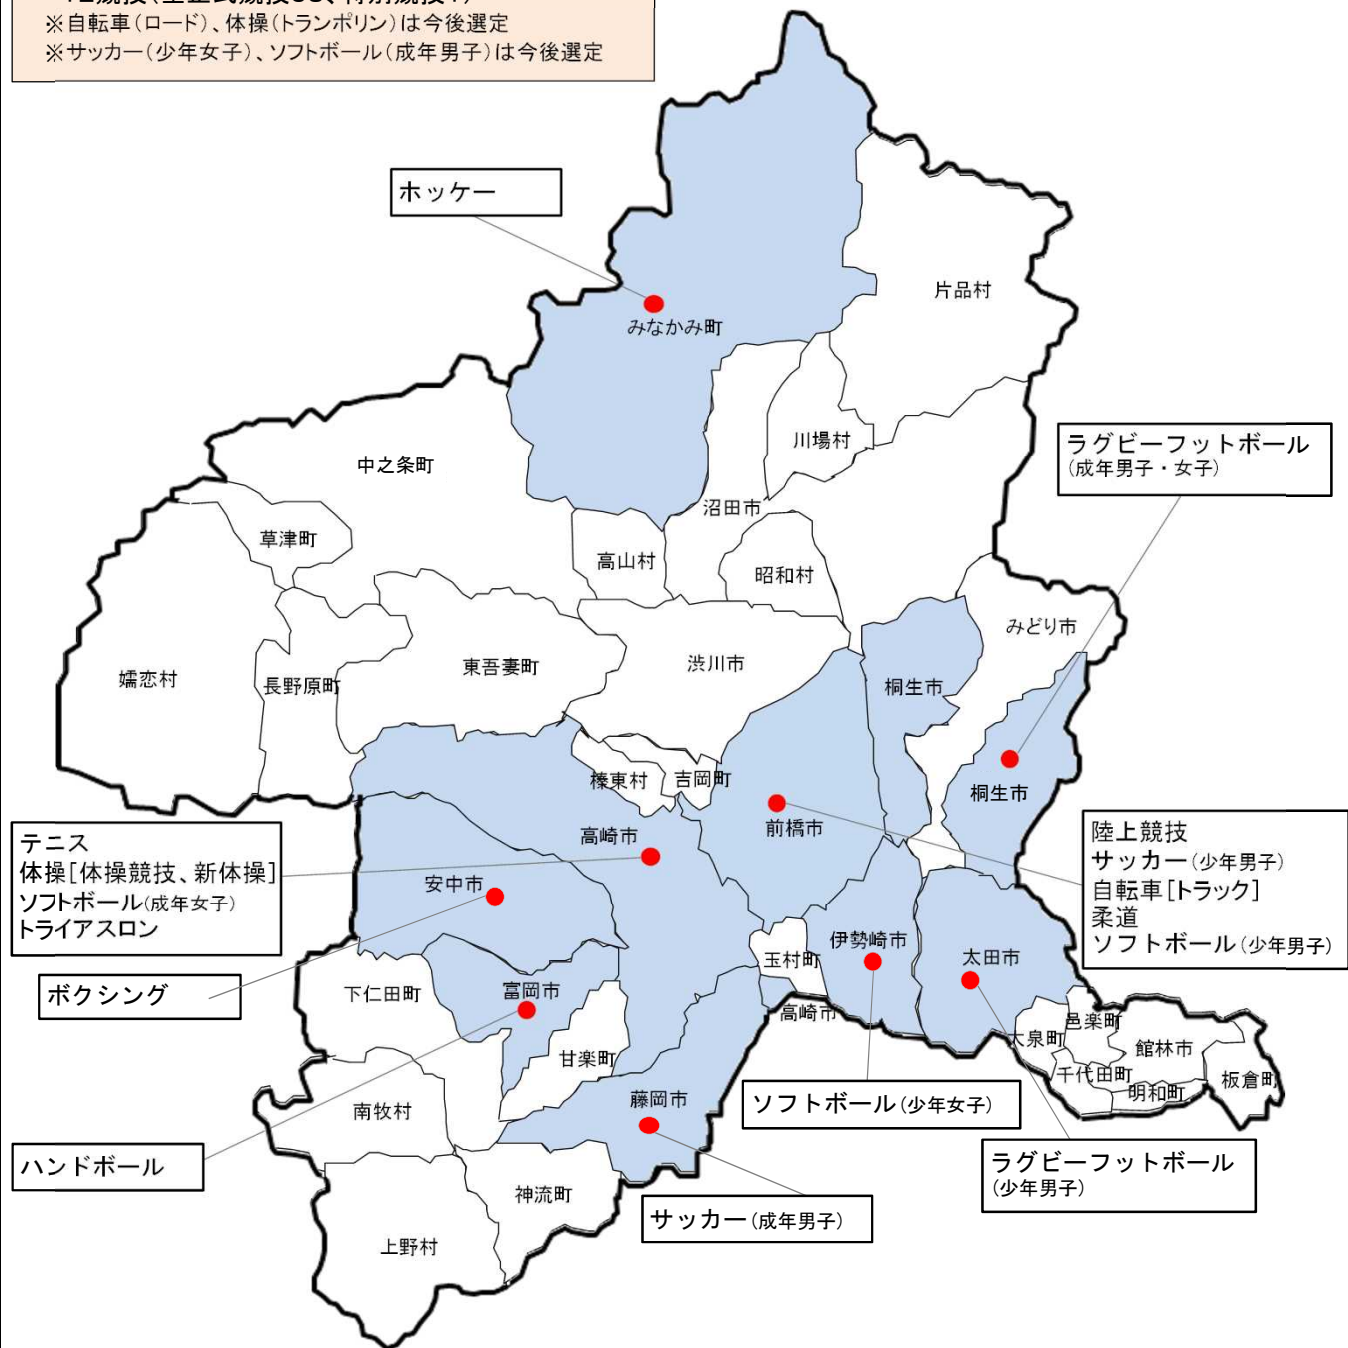 ※自転車(ロード)、体操(トランポリン)は今後選定
※サッカー(少年女子)、ソフトボール(成年男子)は今後選定
ホッケー
みなかみ町
片品村
ラグビーフットボール
(成年男子・女子)
川場村
中之条町
沼田市
草津町
高山村
昭和村
みどり市
嬬恋村
長野原町
東吾妻町
渋川市
桐生市
榛東村
吉岡町
桐生市
前橋市
高崎市
陸上競技
サッカー(少年男子)
自転車[トラック]
柔道
ソフトボール(少年男子)
テニス
体操[体操競技、新体操]
ソフトボール(成年女子)
トライアスロン
安中市
伊勢崎市
玉村町
太田市
ボクシング
下仁田町
富岡市
高崎市
邑楽町
大泉町
館林市
甘楽町
千代田町
板倉町
明和町
藤岡市
南牧村
ソフトボール(少年女子)
ハンドボール
ラグビーフットボール
(少年男子)
神流町
サッカー(成年男子)
上野村